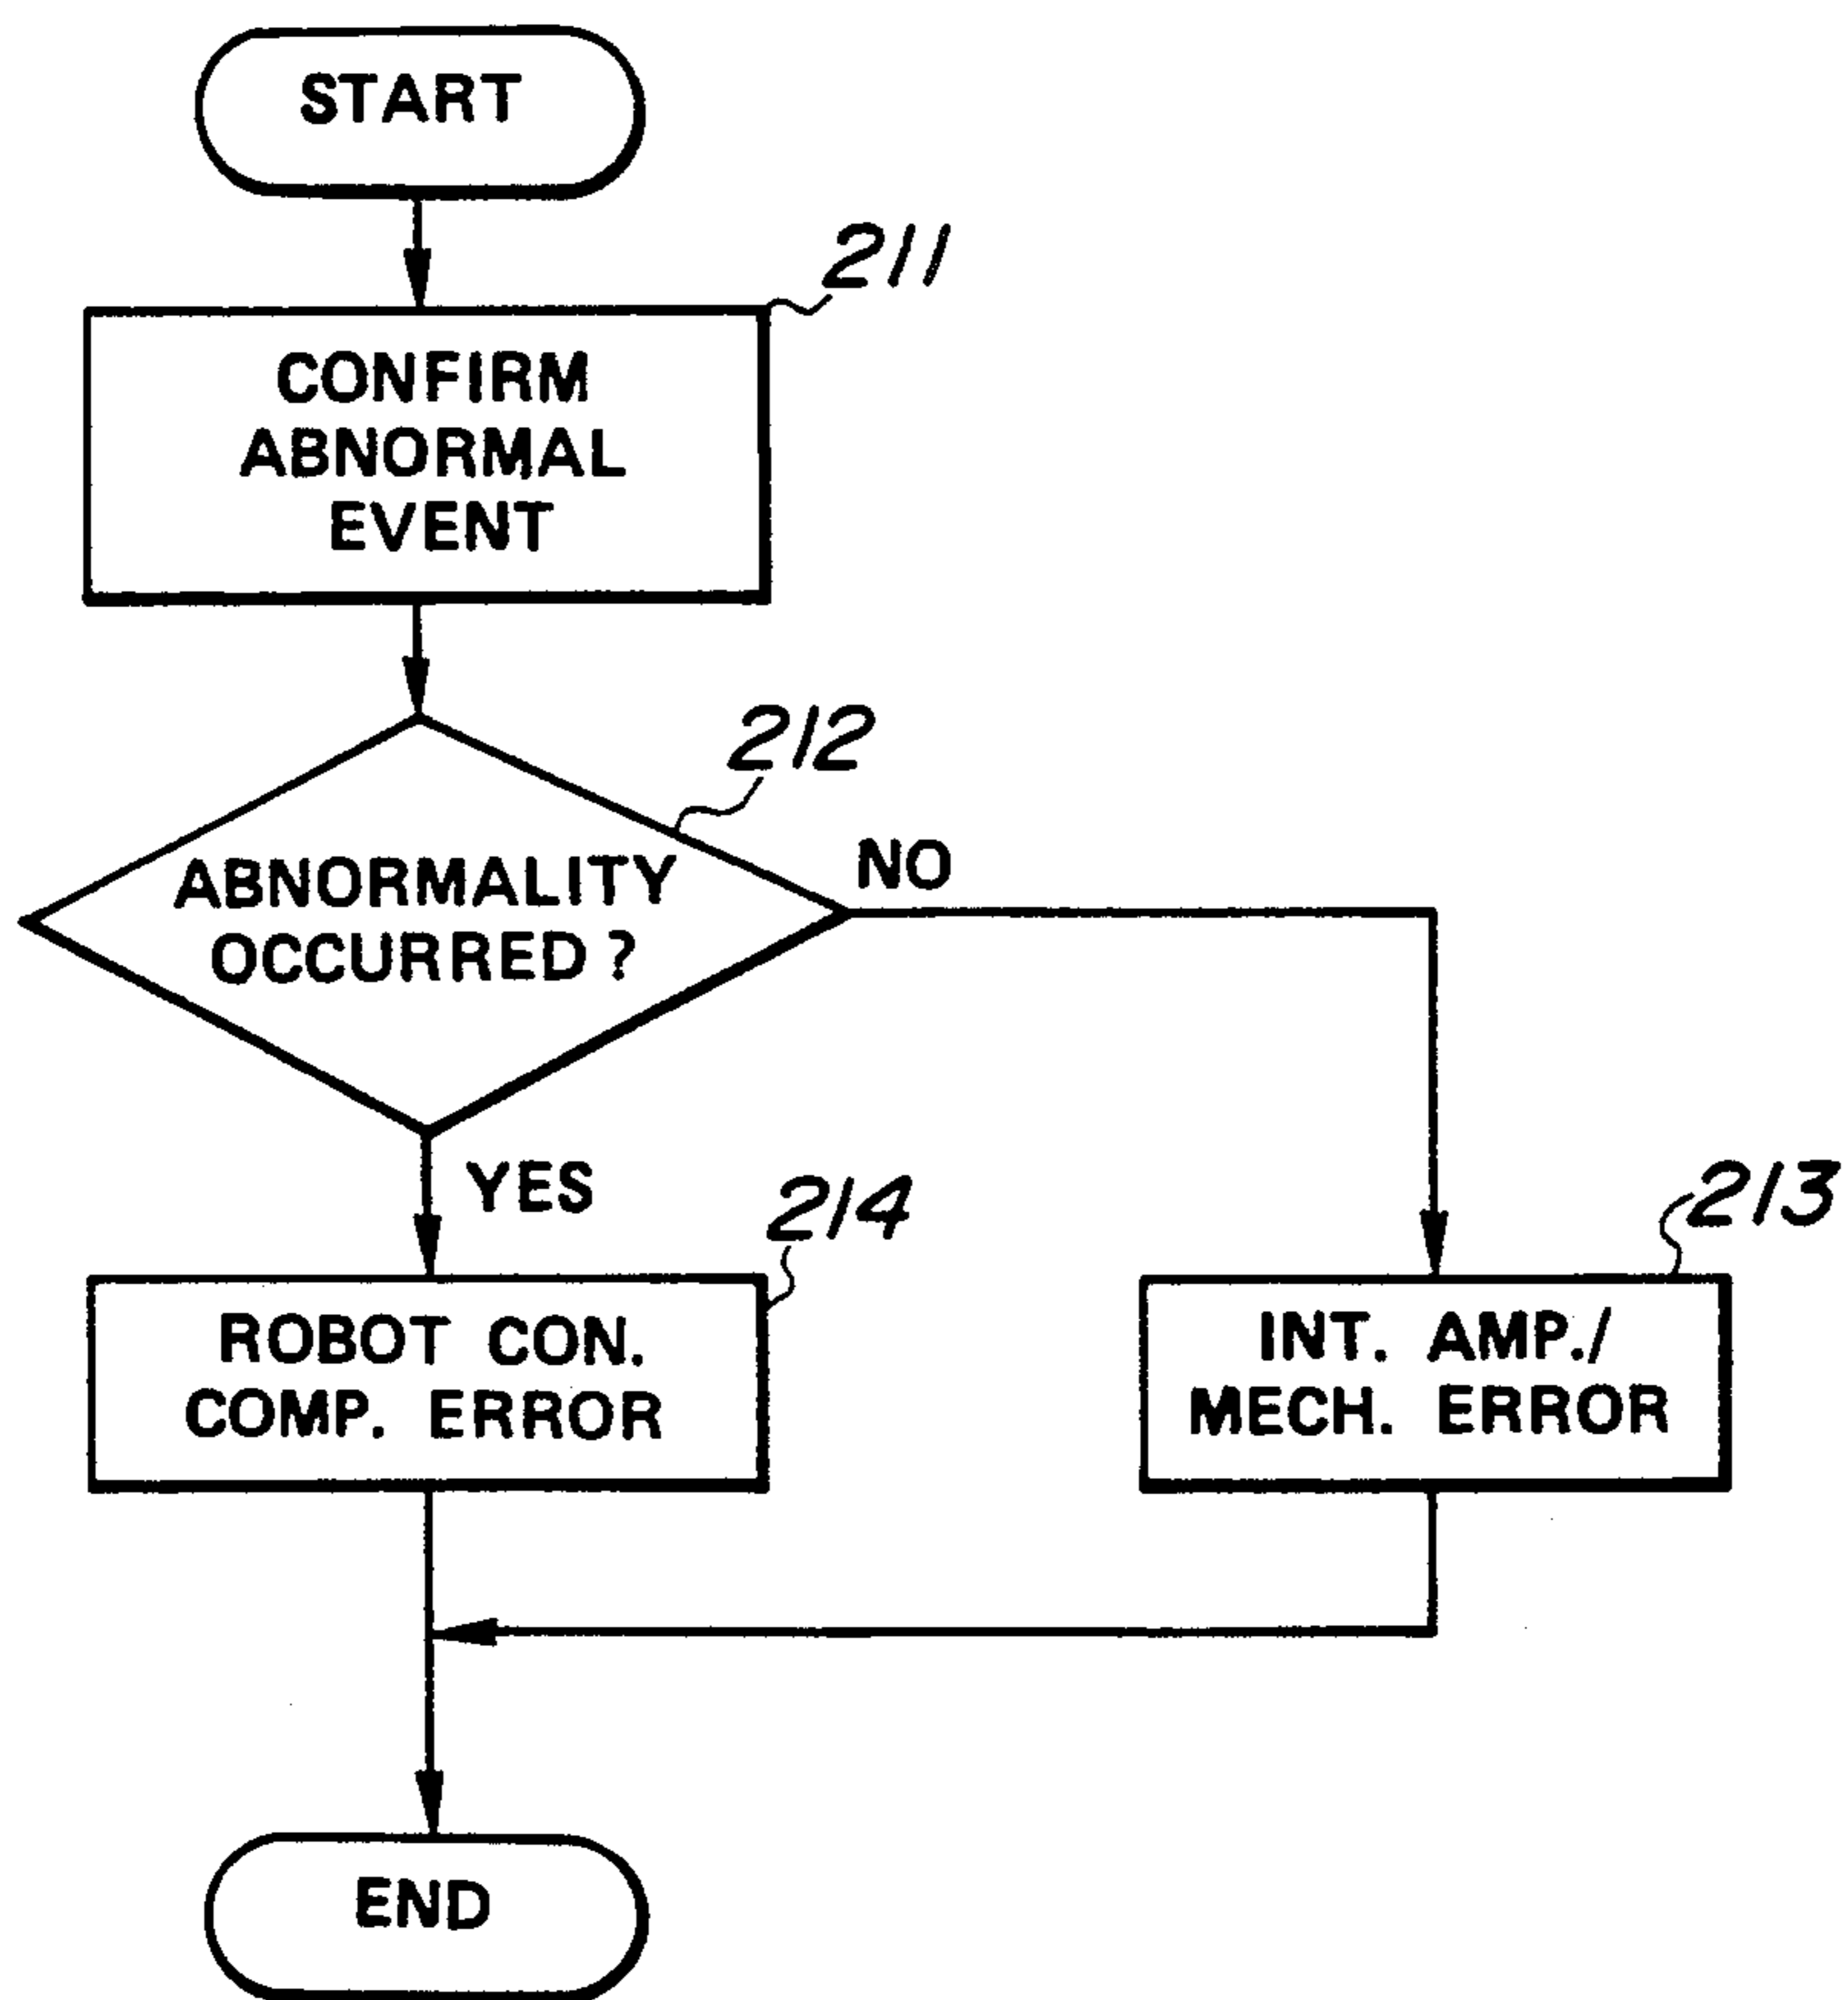 START
211
CONFIRM
ABNORMAL
EVENT
212
ABNORMALITY
OCCURRED ?
NO
YES
214
ROBOT CON.
COMP. ERROR
213
INT. AMP./
MECH. ERROR
END